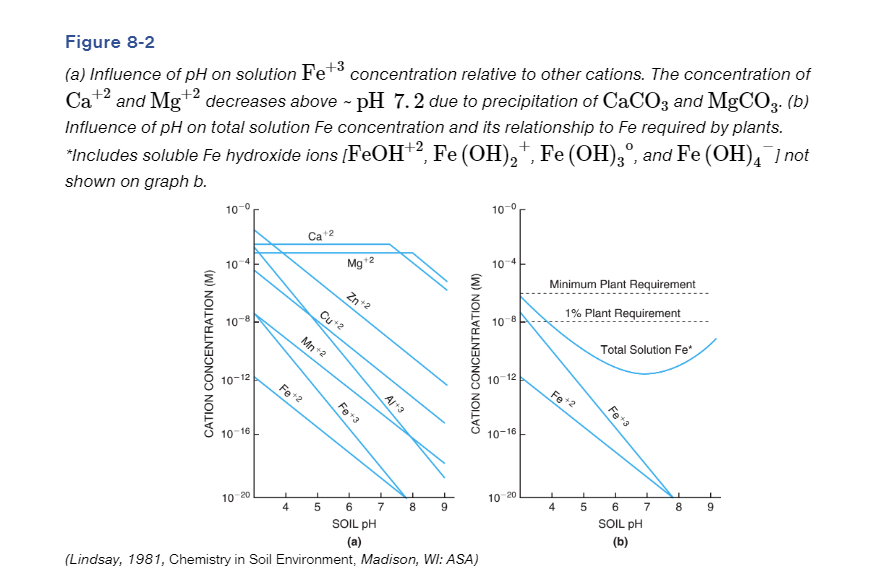 Figure 8-2
(a) Influence of pH on solution Fe⁺³ concentration relative to other cations. The concentration of
Ca⁺² and Mg⁺² decreases above ~ pH 7.2 due to precipitation of CaCO₃ and MgCO₃. (b)
Influence of pH on total solution Fe concentration and its relationship to Fe required by plants.
*Includes soluble Fe hydroxide ions [FeOH⁺², Fe (OH)₂⁺, Fe (OH)₃°, and Fe (OH)₄⁻] not
shown on graph b.
CATION CONCENTRATION (M)
10⁻⁰
10⁻⁴
10⁻⁸
10⁻¹²
10⁻¹⁶
10⁻²⁰
Ca⁺²
Mg⁺²
Zn⁺²
Cu⁺²
Mn⁺²
Fe⁺²
Fe⁺³
Al⁺³
4 5 6 7 8 9
SOIL pH
(a)
CATION CONCENTRATION (M)
10⁻⁰
10⁻⁴
10⁻⁸
10⁻¹²
10⁻¹⁶
10⁻²⁰
Minimum Plant Requirement
1% Plant Requirement
Total Solution Fe*
Fe⁺²
Fe⁺³
4 5 6 7 8 9
SOIL pH
(b)
(Lindsay, 1981, Chemistry in Soil Environment, Madison, WI: ASA)